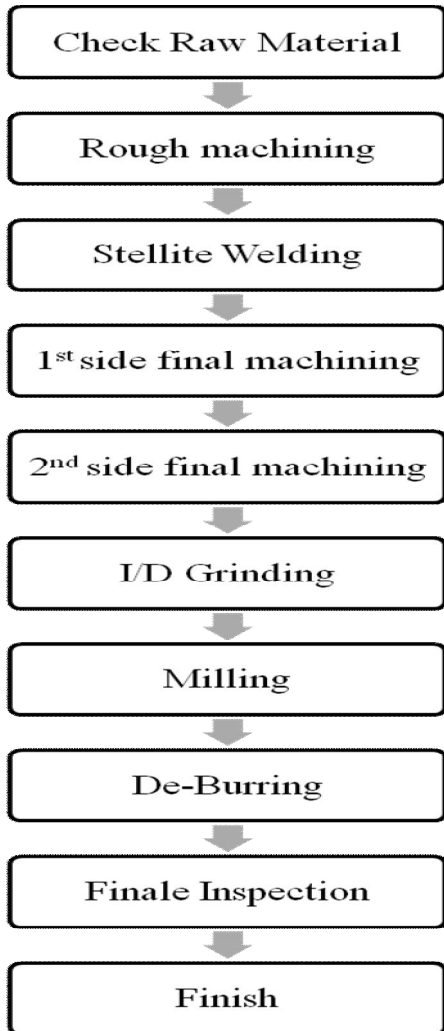 Check Raw Material
Rough machining
Stellite Welding
1st side final machining
2nd side final machining
I/D Grinding
Milling
De-Burring
Finale Inspection
Finish